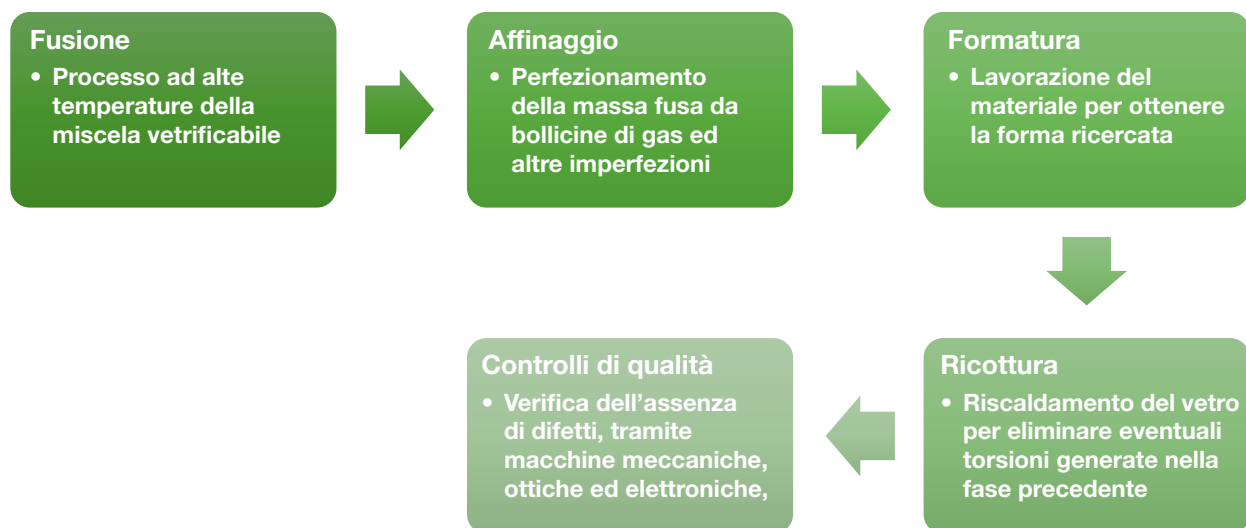 Fusione
• Processo ad alte
temperature della
miscela vetrificabile
Affinaggio
• Perfezionamento
della massa fusa da
bollicine di gas ed
altre imperfezioni
Formatura
• Lavorazione del
materiale per ottenere
la forma ricercata
Ricottura
• Riscaldamento del vetro
per eliminare eventuali
torsioni generate nella
fase precedente
Controlli di qualità
• Verifica dell’assenza
di difetti, tramite
macchine meccaniche,
ottiche ed elettroniche,